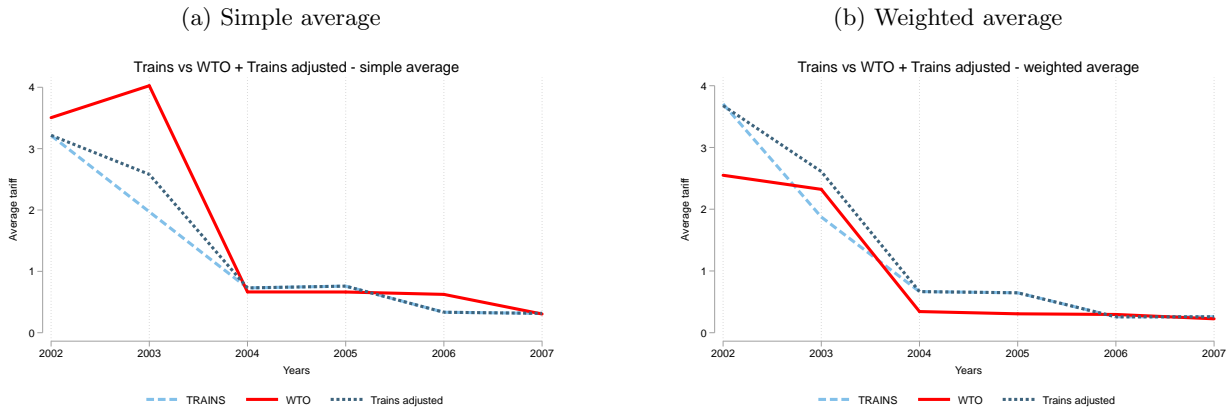 (a) Simple average
Trains vs WTO + Trains adjusted - simple average
Average tariff
4
3
2
1
0
2002 2003 2004 2005 2006 2007
Years
TRAINS WTO Trains adjusted
(b) Weighted average
Trains vs WTO + Trains adjusted - weighted average
Average tariff
4
3
2
1
0
2002 2003 2004 2005 2006 2007
Years
TRAINS WTO Trains adjusted